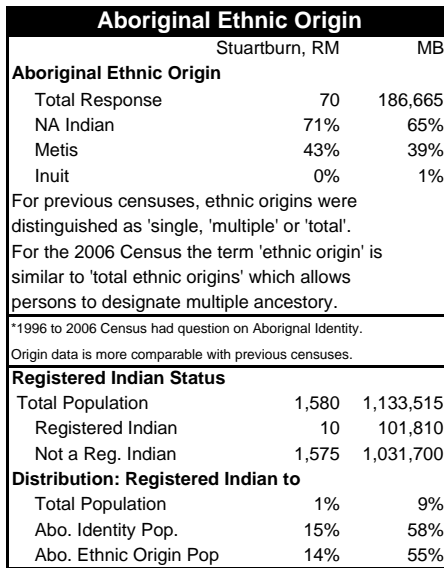 Aboriginal Ethnic Origin
Stuartburn, RM MB
Aboriginal Ethnic Origin
Total Response 70 186,665
NA Indian 71% 65%
Metis 43% 39%
Inuit 0% 1%
For previous censuses, ethnic origins were
distinguished as 'single, 'multiple' or 'total'.
For the 2006 Census the term 'ethnic origin' is
similar to 'total ethnic origins' which allows
persons to designate multiple ancestory.
*1996 to 2006 Census had question on Aborignal Identity.
Origin data is more comparable with previous censuses.
Registered Indian Status
Total Population 1,580 1,133,515
Registered Indian 10 101,810
Not a Reg. Indian 1,575 1,031,700
Distribution: Registered Indian to
Total Population 1% 9%
Abo. Identity Pop. 15% 58%
Abo. Ethnic Origin Pop 14% 55%